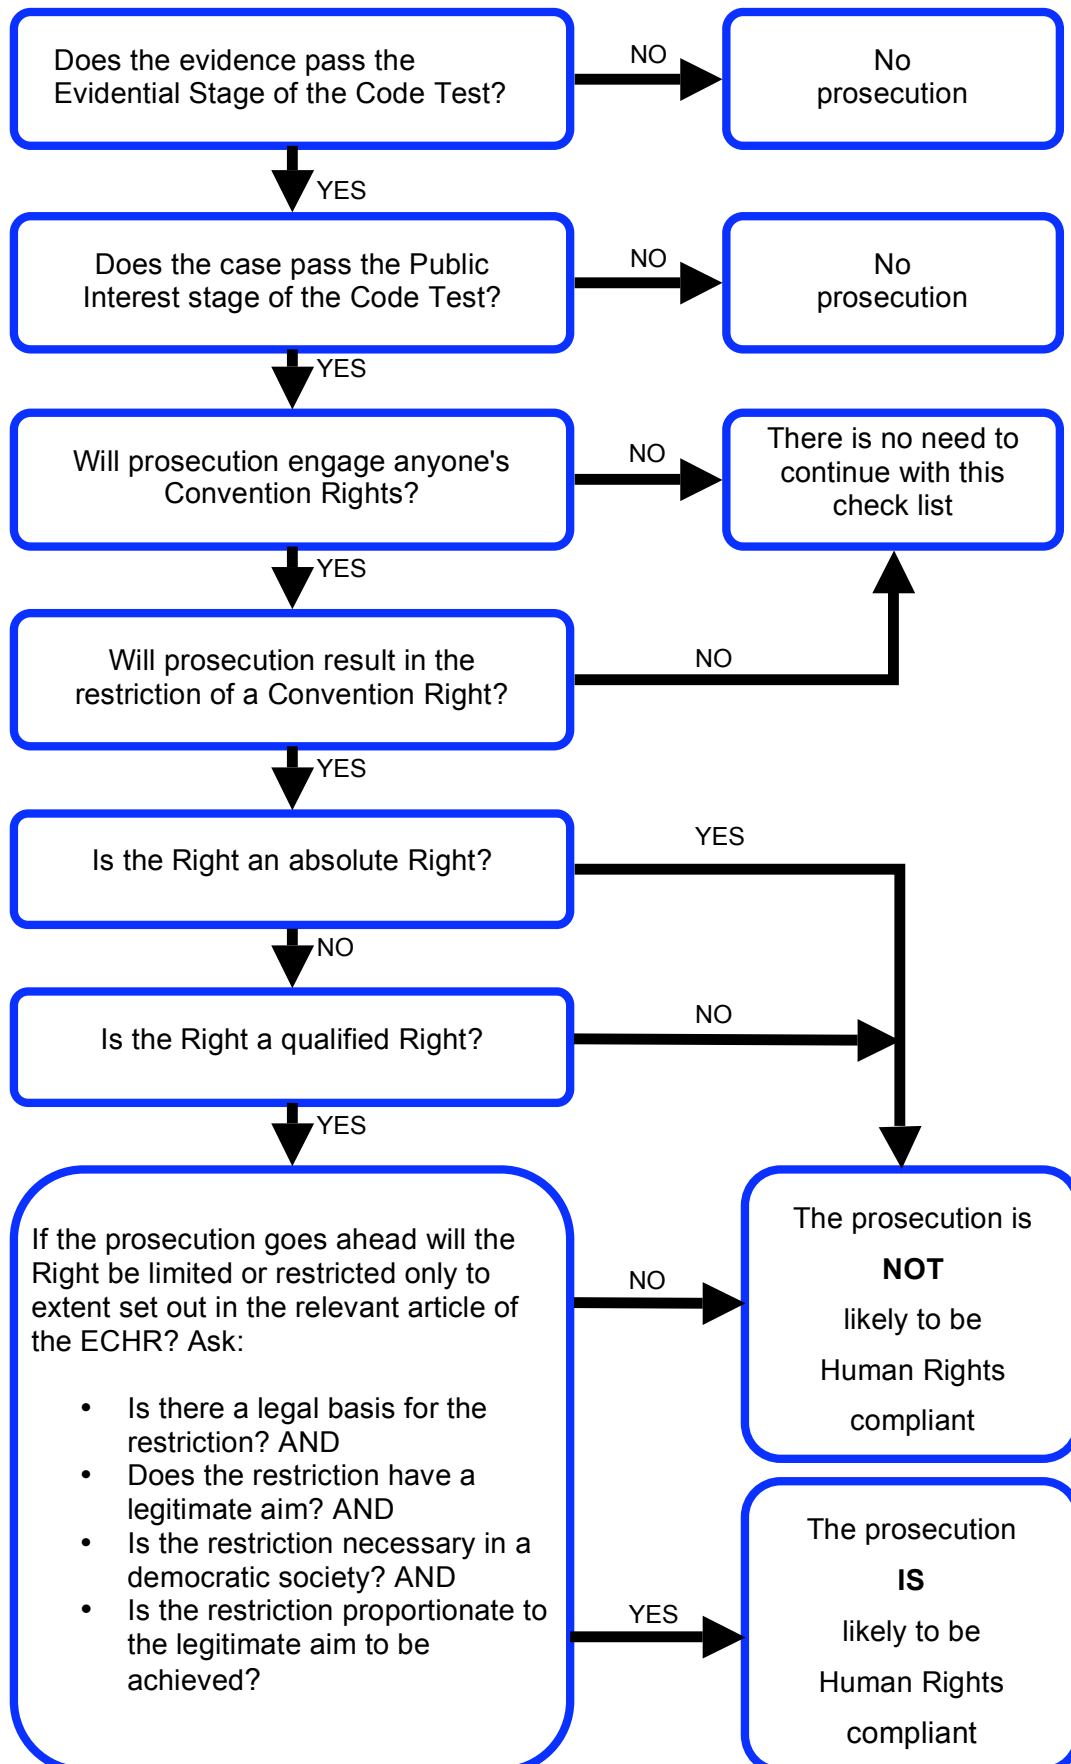 Does the evidence pass the
Evidential Stage of the Code Test?
NO
No
prosecution
YES
Does the case pass the Public
Interest stage of the Code Test?
NO
No
prosecution
YES
Will prosecution engage anyone's
Convention Rights?
NO
There is no need to
continue with this
check list
YES
Will prosecution result in the
restriction of a Convention Right?
NO
YES
Is the Right an absolute Right?
YES
NO
Is the Right a qualified Right?
NO
YES
If the prosecution goes ahead will the
Right be limited or restricted only to
extent set out in the relevant article of
the ECHR? Ask:
• Is there a legal basis for the
restriction? AND
• Does the restriction have a
legitimate aim? AND
• Is the restriction necessary in a
democratic society? AND
• Is the restriction proportionate to
the legitimate aim to be
achieved?
NO
The prosecution is
NOT
likely to be
Human Rights
compliant
YES
The prosecution
IS
likely to be
Human Rights
compliant